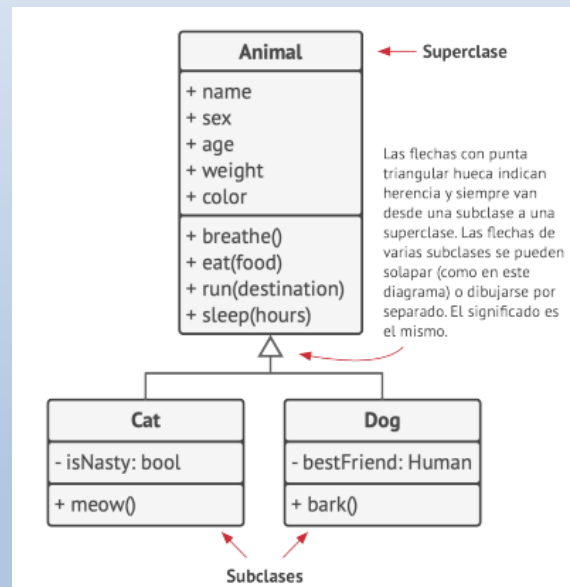 Animal
Superclase
+ name
+ sex
+ age
+ weight
+ color
+ breathe()
+ eat(food)
+ run(destination)
+ sleep(hours)
Las flechas con punta
triangular hueca indican
herencia y siempre van
desde una subclase a una
superclase. Las flechas de
varias subclases se pueden
solapar (como en este
diagrama) o dibujarse por
separado. El significado es
el mismo.
Cat
- isNasty: bool
+ meow()
Dog
- bestFriend: Human
+ bark()
Subclases